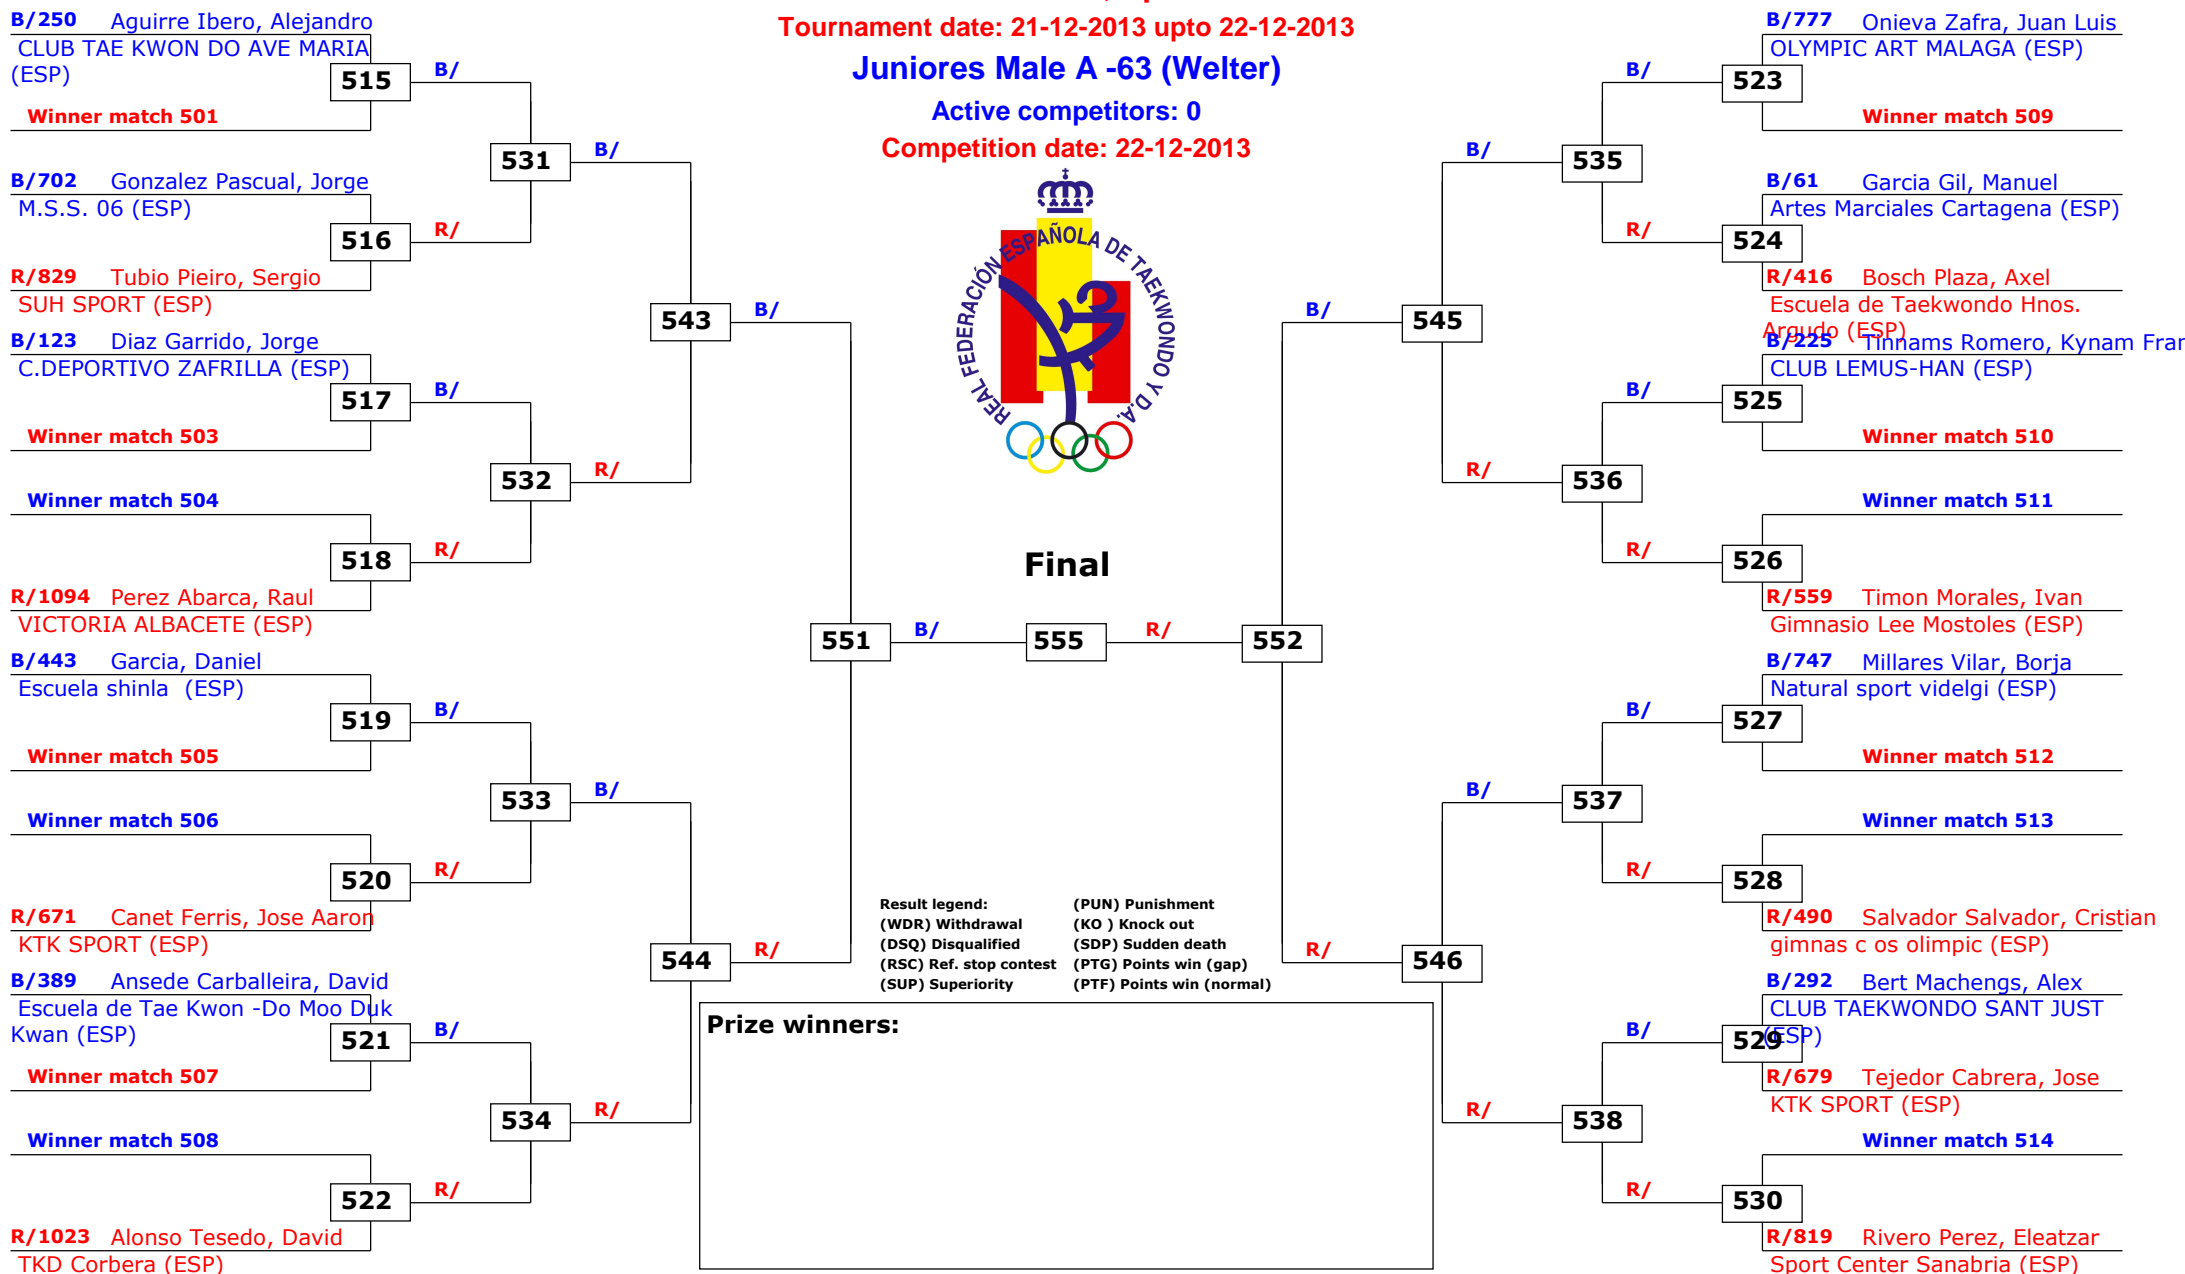 Tournament date: 21-12-2013 upto 22-12-2013
Juniores Male A -63 (Welter)
Active competitors: 0
Competition date: 22-12-2013
REAL FEDERACIÓN ESPAÑOLA DE TAEKWONDO Y D.A.
B/250 Aguirre Ibero, Alejandro
CLUB TAE KWON DO AVE MARIA
(ESP)
515
B/
Winner match 501
531
B/
B/702 Gonzalez Pascual, Jorge
M.S.S. 06 (ESP)
516
R/
R/829 Tubio Pieiro, Sergio
SUH SPORT (ESP)
543
B/
B/123 Diaz Garrido, Jorge
C.DEPORTIVO ZAFRILLA (ESP)
517
B/
Winner match 503
532
R/
Winner match 504
518
R/
R/1094 Perez Abarca, Raul
VICTORIA ALBACETE (ESP)
551
B/
B/443 Garcia, Daniel
Escuela shinla (ESP)
519
B/
Winner match 505
533
B/
Winner match 506
520
R/
R/671 Canet Ferris, Jose Aaron
KTK SPORT (ESP)
544
R/
B/389 Ansede Carballeira, David
Escuela de Tae Kwon -Do Moo Duk
Kwan (ESP)
521
B/
Winner match 507
534
R/
Winner match 508
522
R/
R/1023 Alonso Tesedo, David
TKD Corbera (ESP)
Final
555
R/
552
B/777 Onieva Zafra, Juan Luis
OLYMPIC ART MALAGA (ESP)
B/
523
Winner match 509
B/
535
B/61 Garcia Gil, Manuel
Artes Marciales Cartagena (ESP)
R/
524
R/416 Bosch Plaza, Axel
Escuela de Taekwondo Hnos.
Argudo (ESP)
B/
545
B/225 Tinnams Romero, Kynam Fran
CLUB LEMUS-HAN (ESP)
B/
525
Winner match 510
R/
536
Winner match 511
R/
526
R/559 Timon Morales, Ivan
Gimnasio Lee Mostoles (ESP)
B/747 Millares Vilar, Borja
Natural sport videlgi (ESP)
B/
527
Winner match 512
B/
537
Winner match 513
R/
528
R/490 Salvador Salvador, Cristian
gimnas c os olimpic (ESP)
R/
546
B/292 Bert Machengs, Alex
CLUB TAEKWONDO SANT JUST
(ESP)
B/
529
R/679 Tejedor Cabrera, Jose
KTK SPORT (ESP)
R/
538
Winner match 514
R/
530
R/819 Rivero Perez, Eleatzar
Sport Center Sanabria (ESP)
Result legend: (PUN) Punishment
(WDR) Withdrawal (KO ) Knock out
(DSQ) Disqualified (SDP) Sudden death
(RSC) Ref. stop contest (PTG) Points win (gap)
(SUP) Superiority (PTF) Points win (normal)
Prize winners: